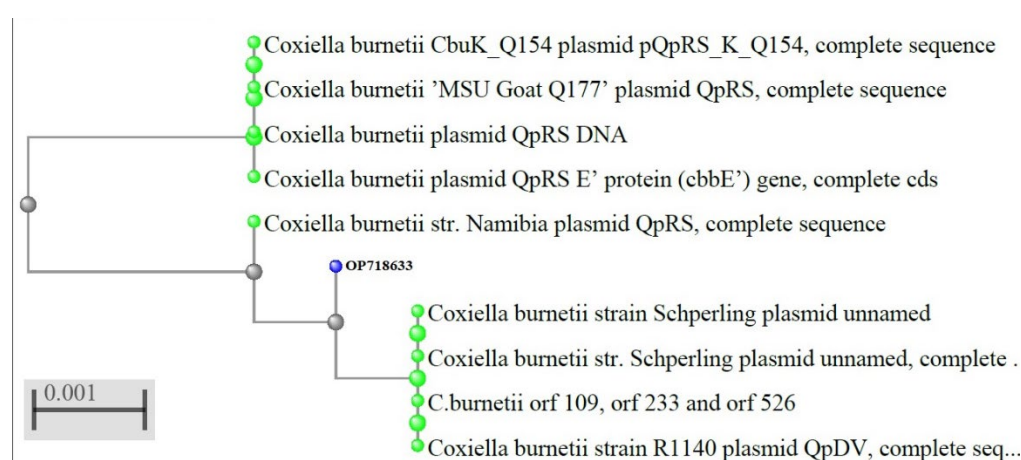 Coxiella burnetii CbuK_Q154 plasmid pQpRS_K_Q154, complete sequence
Coxiella burnetii 'MSU Goat Q177' plasmid QpRS, complete sequence
Coxiella burnetii plasmid QpRS DNA
Coxiella burnetii plasmid QpRS E' protein (cbbE') gene, complete cds
Coxiella burnetii str. Namibia plasmid QpRS, complete sequence
OP718633
Coxiella burnetii strain Schperling plasmid unnamed
Coxiella burnetii str. Schperling plasmid unnamed, complete .
C.burnetii orf 109, orf 233 and orf 526
Coxiella burnetii strain R1140 plasmid QpDV, complete seq...
0.001